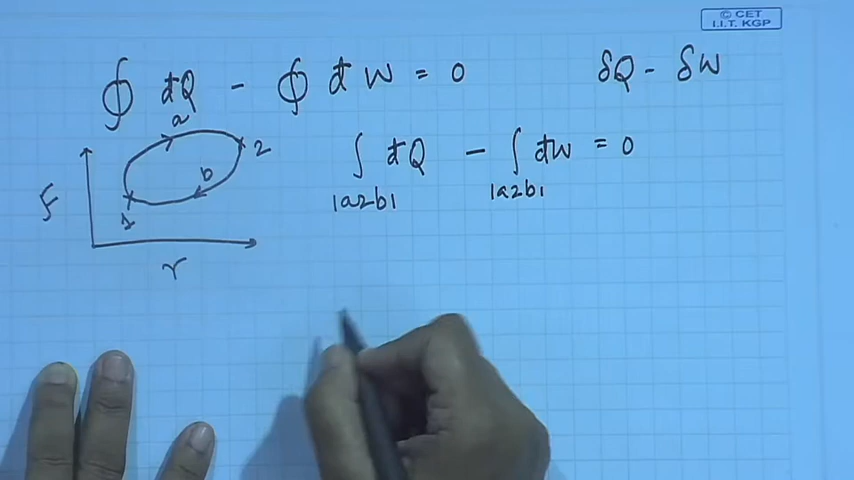 © CET
I.I.T. KGP
∮ đQ - ∮ đW = 0
δQ - δW
a
2
b
1
F
r
∫ đQ - ∫ đW = 0
1a2b1 1a2b1